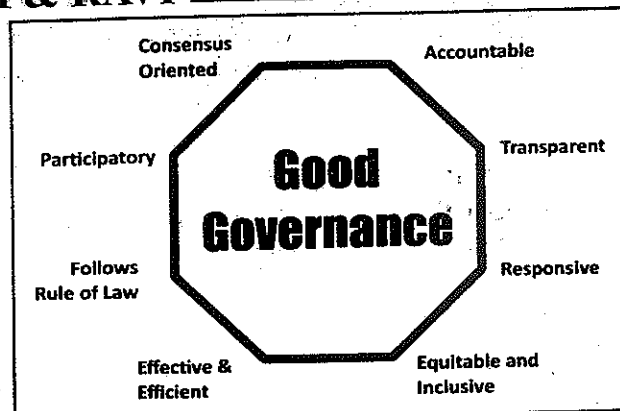 Consensus
Oriented
Accountable
Participatory
Transparent
Good
Governance
Follows
Rule of Law
Responsive
Effective &
Efficient
Equitable and
Inclusive